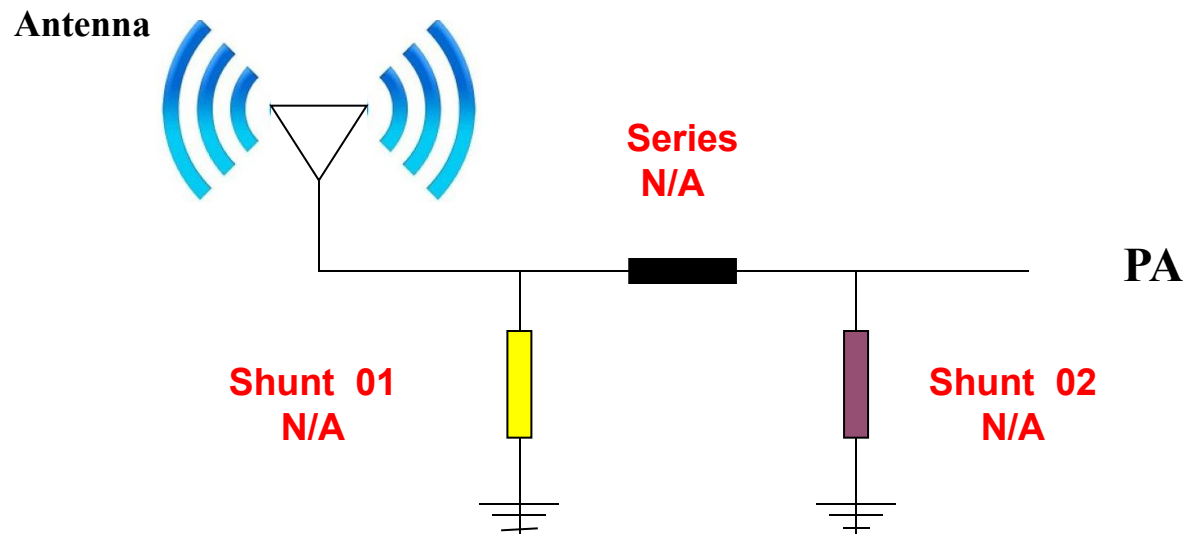 Antenna
Series
N/A
PA
Shunt 01
N/A
Shunt 02
N/A